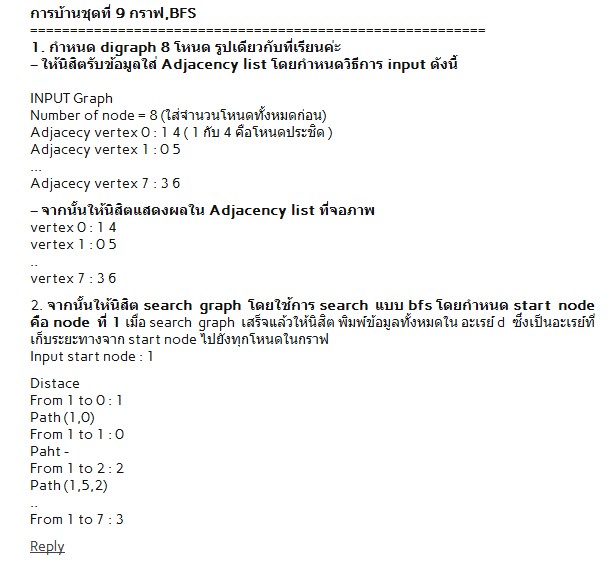 การบ้านชุดที่ 9 กราฟ,BFS
=========================================================
1. กำหนด digraph 8 โหนด รูปเดียวกับที่เรียนค่ะ
– ให้นิสิตรับข้อมูลใส่ Adjacency list โดยกำหนดวิธีการ input ดังนี้
INPUT Graph
Number of node = 8 (ใส่จำนวนโหนดทั้งหมดก่อน)
Adjacecy vertex 0 : 1 4 ( 1 กับ 4 คือโหนดประชิด )
Adjacecy vertex 1 : 0 5
...
Adjacecy vertex 7 : 3 6
– จากนั้นให้นิสิตแสดงผลใน Adjacency list ที่จอภาพ
vertex 0 : 1 4
vertex 1 : 0 5
..
vertex 7 : 3 6
2. จากนั้นให้นิสิต search graph โดยใช้การ search แบบ bfs โดยกำหนด start node
คือ node ที่ 1 เมื่อ search graph เสร็จแล้วให้นิสิต พิมพ์ข้อมูลทั้งหมดใน อะเรย์ d ซึ่งเป็นอะเรย์ที่
เก็บระยะทางจาก start node ไปยังทุกโหนดในกราฟ
Input start node : 1
Distace
From 1 to 0 : 1
Path (1,0)
From 1 to 1 : 0
Paht -
From 1 to 2 : 2
Path (1,5,2)
..
From 1 to 7 : 3
Reply